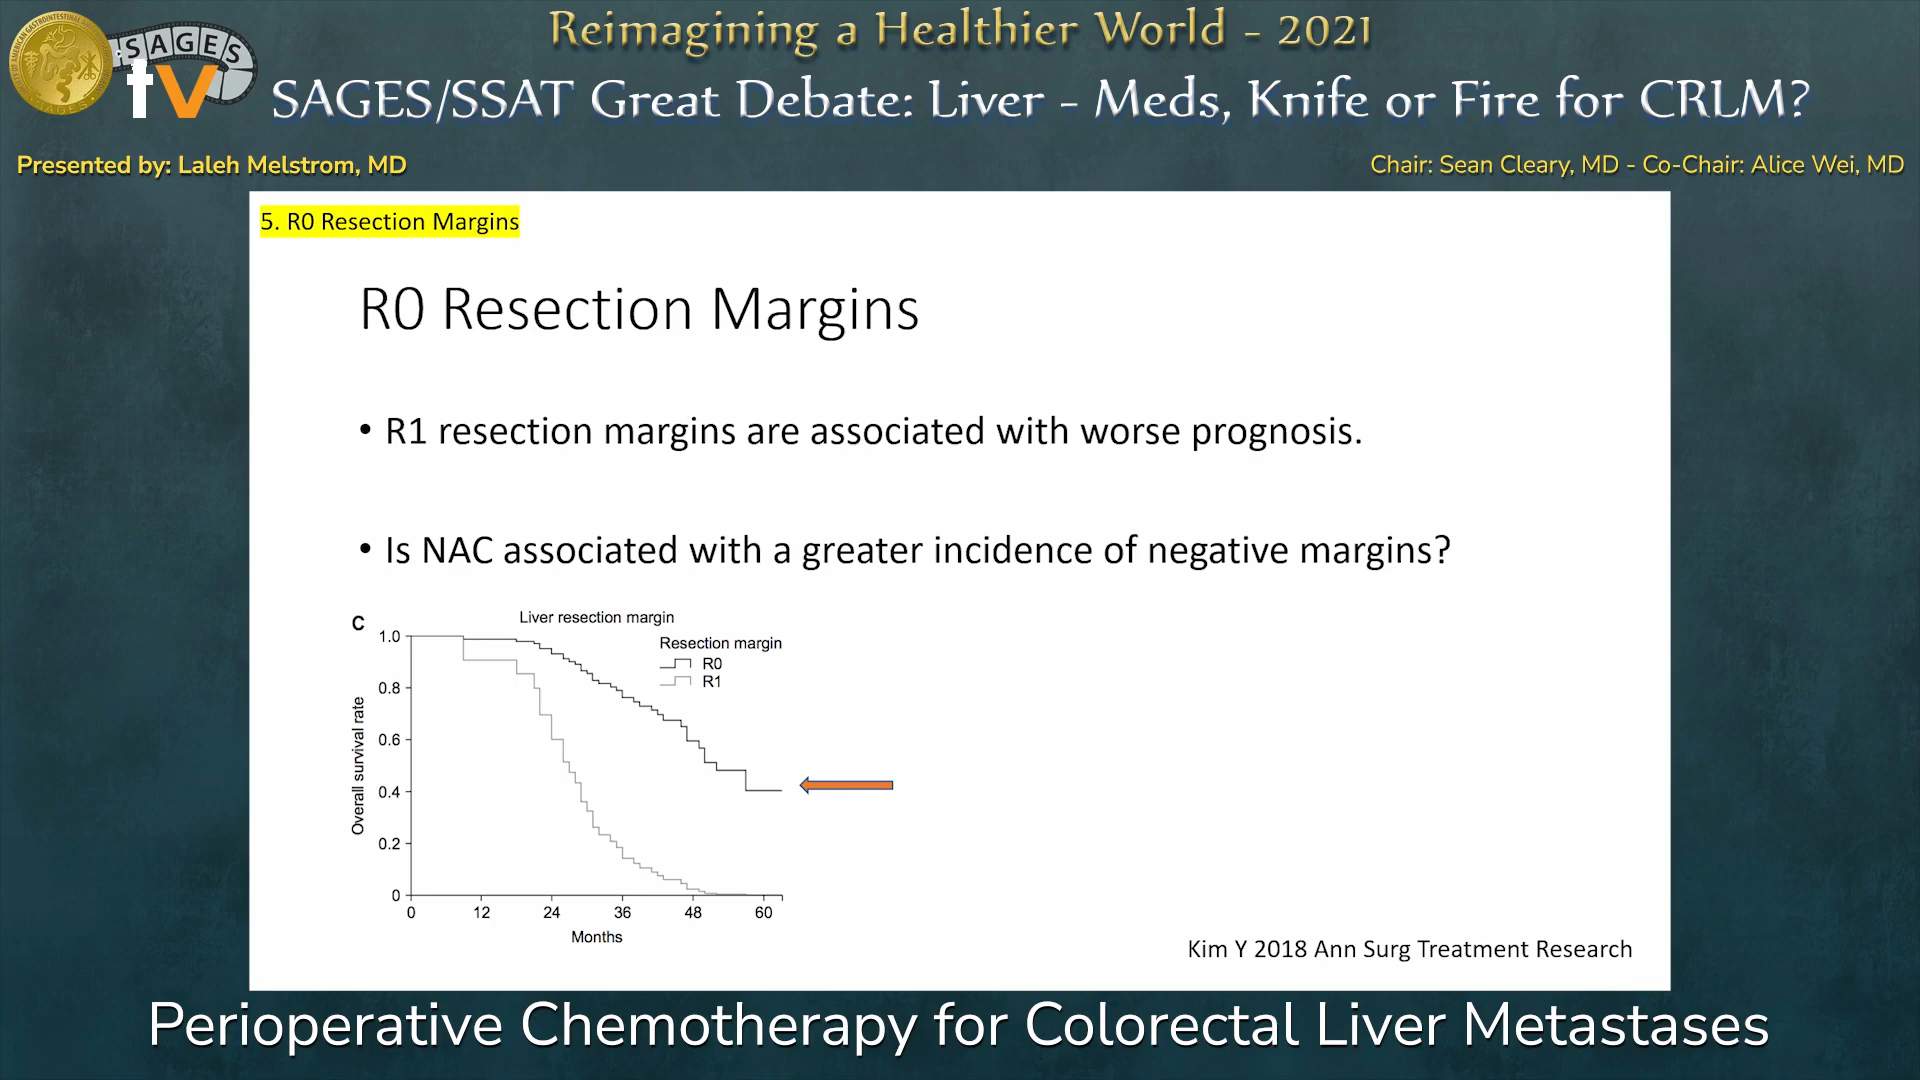 Reimagining a Healthier World - 2021
SAGES
tv
SAGES/SSAT Great Debate: Liver - Meds, Knife or Fire for CRLM?
Presented by: Laleh Melstrom, MD
Chair: Sean Cleary, MD - Co-Chair: Alice Wei, MD
5. R0 Resection Margins
R0 Resection Margins
• R1 resection margins are associated with worse prognosis.
• Is NAC associated with a greater incidence of negative margins?
C
Liver resection margin
Resection margin
R0
R1
Overall survival rate
1.0
0.8
0.6
0.4
0.2
0
0 12 24 36 48 60
Months
Kim Y 2018 Ann Surg Treatment Research
Perioperative Chemotherapy for Colorectal Liver Metastases